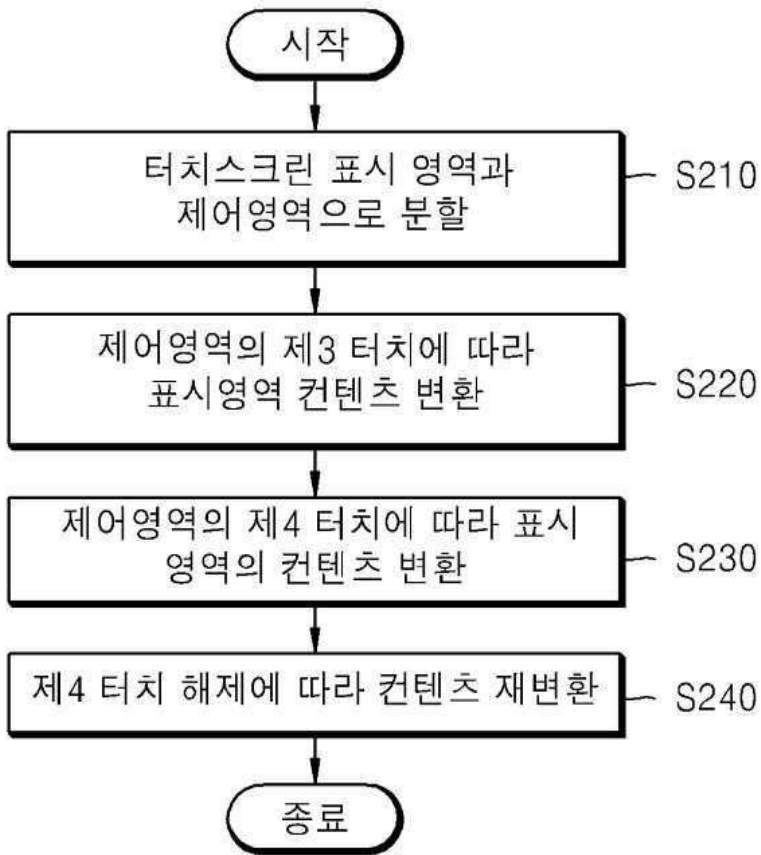 시작
터치스크린 표시 영역과
제어영역으로 분할
S210
제어영역의 제3 터치에 따라
표시영역 컨텐츠 변환
S220
제어영역의 제4 터치에 따라 표시
영역의 컨텐츠 변환
S230
제4 터치 해제에 따라 컨텐츠 재변환
S240
종료